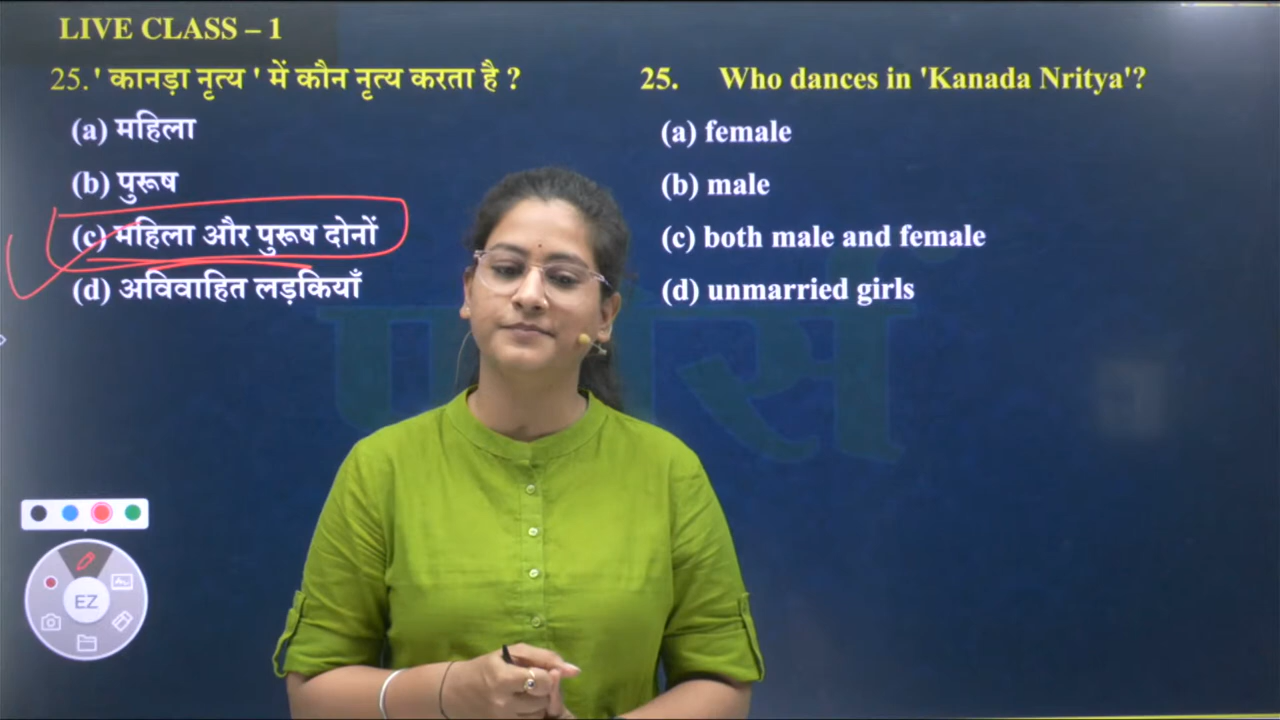 LIVE CLASS – 1
25. ' कानड़ा नृत्य ' में कौन नृत्य करता है ?
(a) महिला
(b) पुरूष
(c) महिला और पुरूष दोनों
(d) अविवाहित लड़कियाँ
25. Who dances in 'Kanada Nritya'?
(a) female
(b) male
(c) both male and female
(d) unmarried girls
EZ